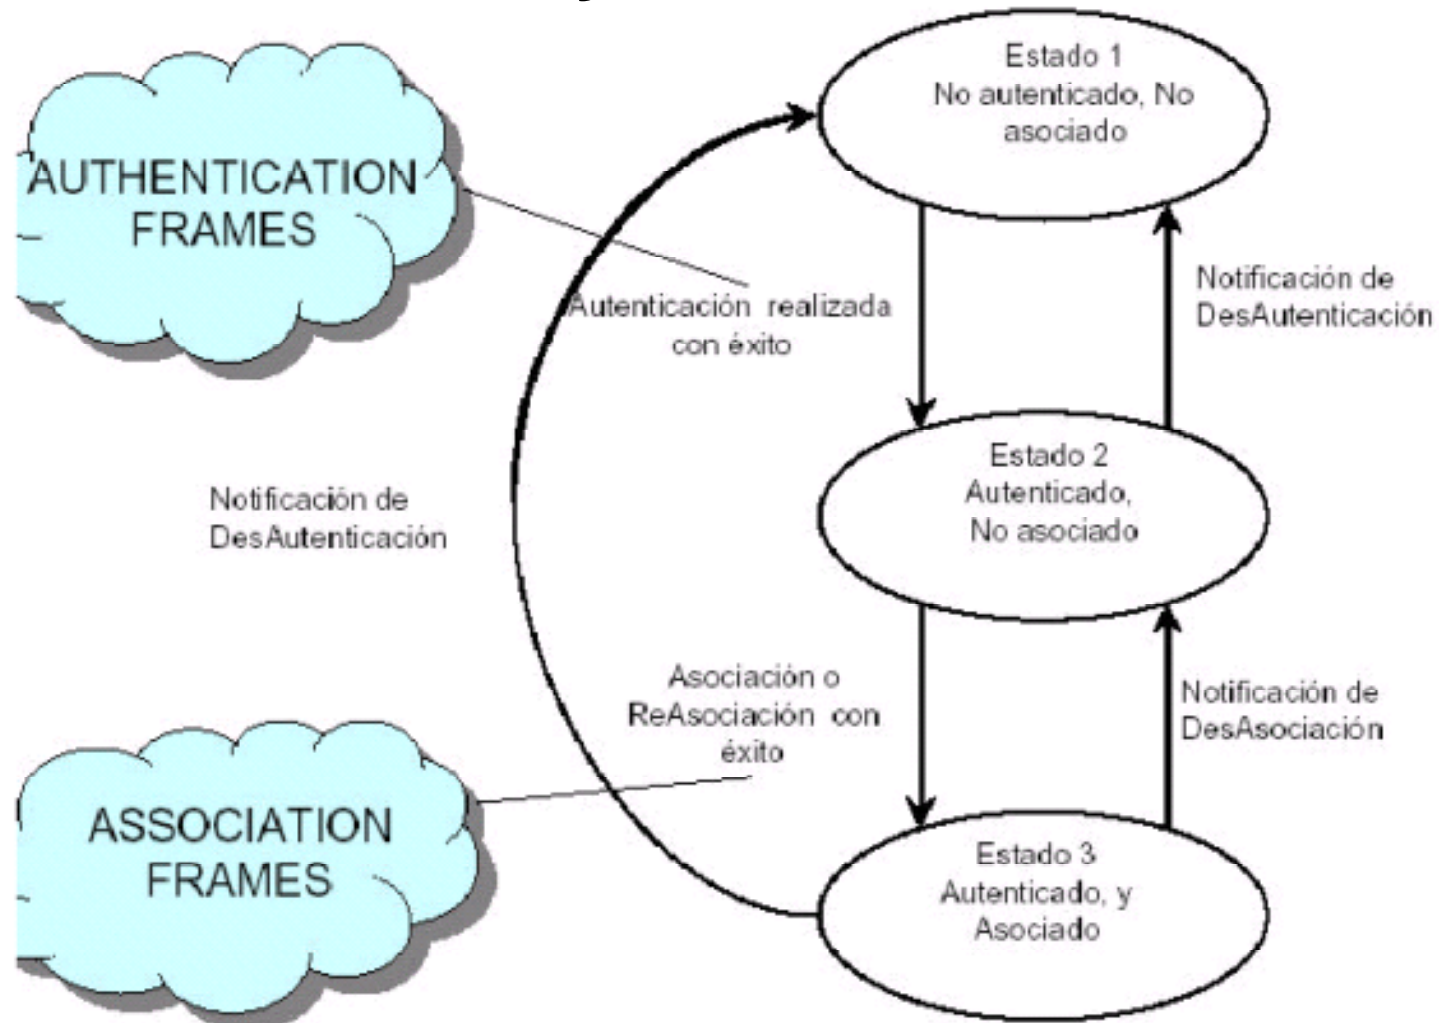 Estado 1
No autenticado, No
asociado
AUTHENTICATION
FRAMES
Autenticación realizada
con éxito
Notificación de
DesAutenticación
Estado 2
Autenticado,
No asociado
Notificación de
DesAutenticación
Asociación o
ReAsociación con
éxito
Notificación de
DesAsociación
ASSOCIATION
FRAMES
Estado 3
Autenticado, y
Asociado